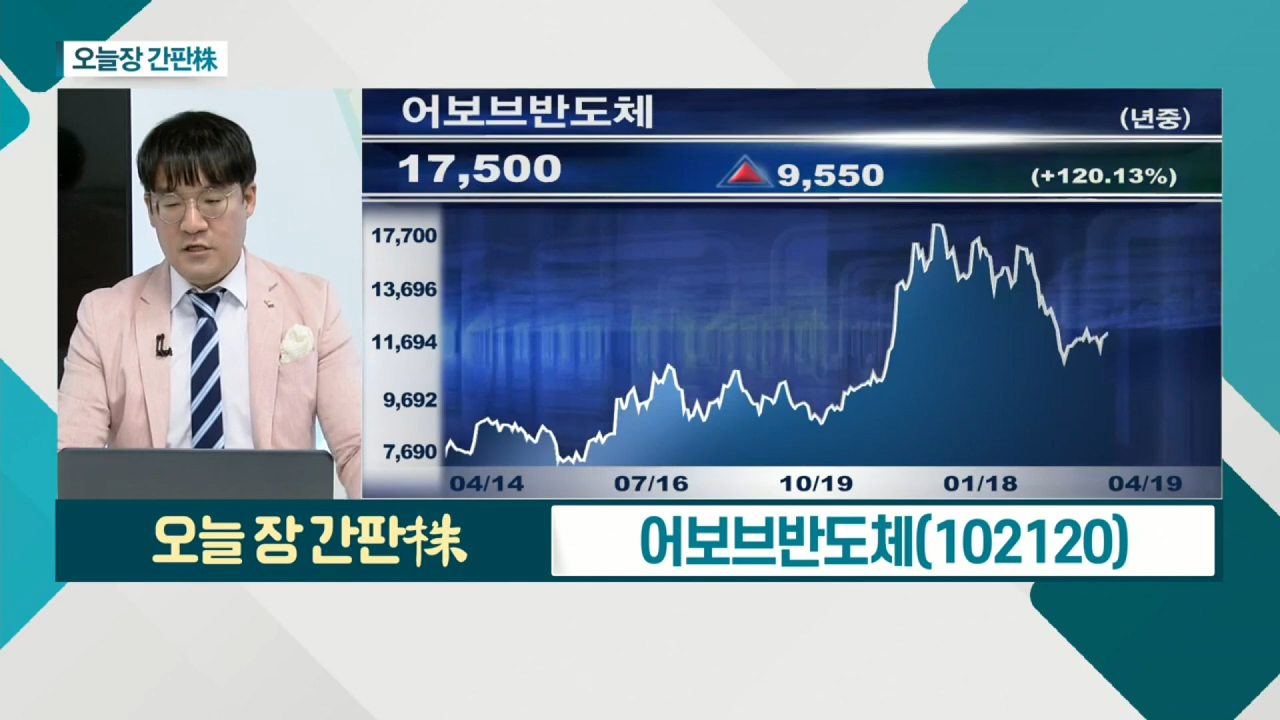 오늘장 간판株
어보브반도체 (년중)
17,500 9,550 (+120.13%)
17,700
13,696
11,694
9,692
7,690
04/14 07/16 10/19 01/18 04/19
오늘 장 간판株 어보브반도체(102120)